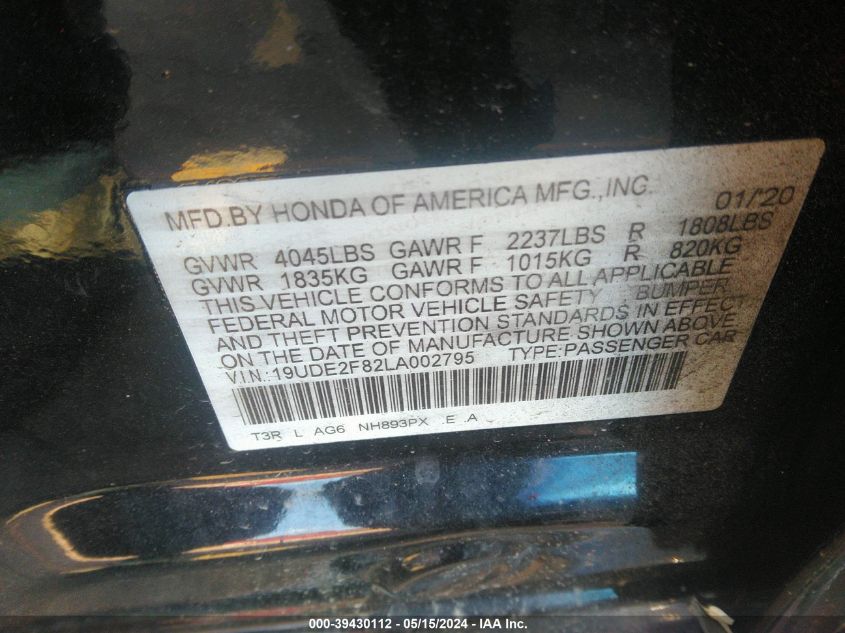 MFD.BY HONDA OF AMERICA MFG.,INC. 01/'20
GVWR 4045LBS GAWR F 2237LBS R 1808LBS
GVWR 1835KG GAWR F 1015KG R 820KG
THIS VEHICLE CONFORMS TO ALL APPLICABLE
FEDERAL MOTOR VEHICLE SAFETY BUMPER
AND THEFT PREVENTION STANDARDS IN EFFECT
ON THE DATE OF MANUFACTURE SHOWN ABOVE
V.I.N.:19UDE2F82LA002795 TYPE:PASSENGER CAR
T3R L AG6 NH893PX .E .A
000-39430112 - 05/15/2024 - IAA Inc.